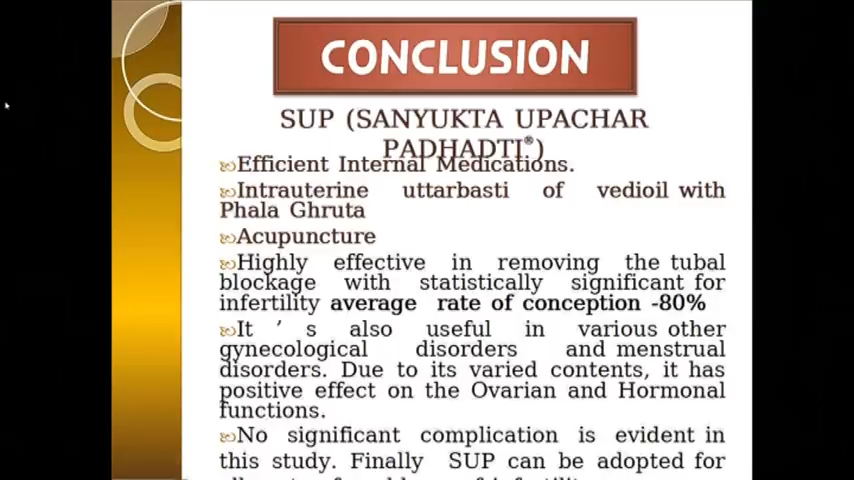 CONCLUSION
SUP (SANYUKTA UPACHAR
PADHADTI®)
Efficient Internal Medications.
Intrauterine uttarbasti of vedioil with
Phala Ghruta
Acupuncture
Highly effective in removing the tubal
blockage with statistically significant for
infertility average rate of conception -80%
It ’ s also useful in various other
gynecological disorders and menstrual
disorders. Due to its varied contents, it has
positive effect on the Ovarian and Hormonal
functions.
No significant complication is evident in
this study. Finally SUP can be adopted for